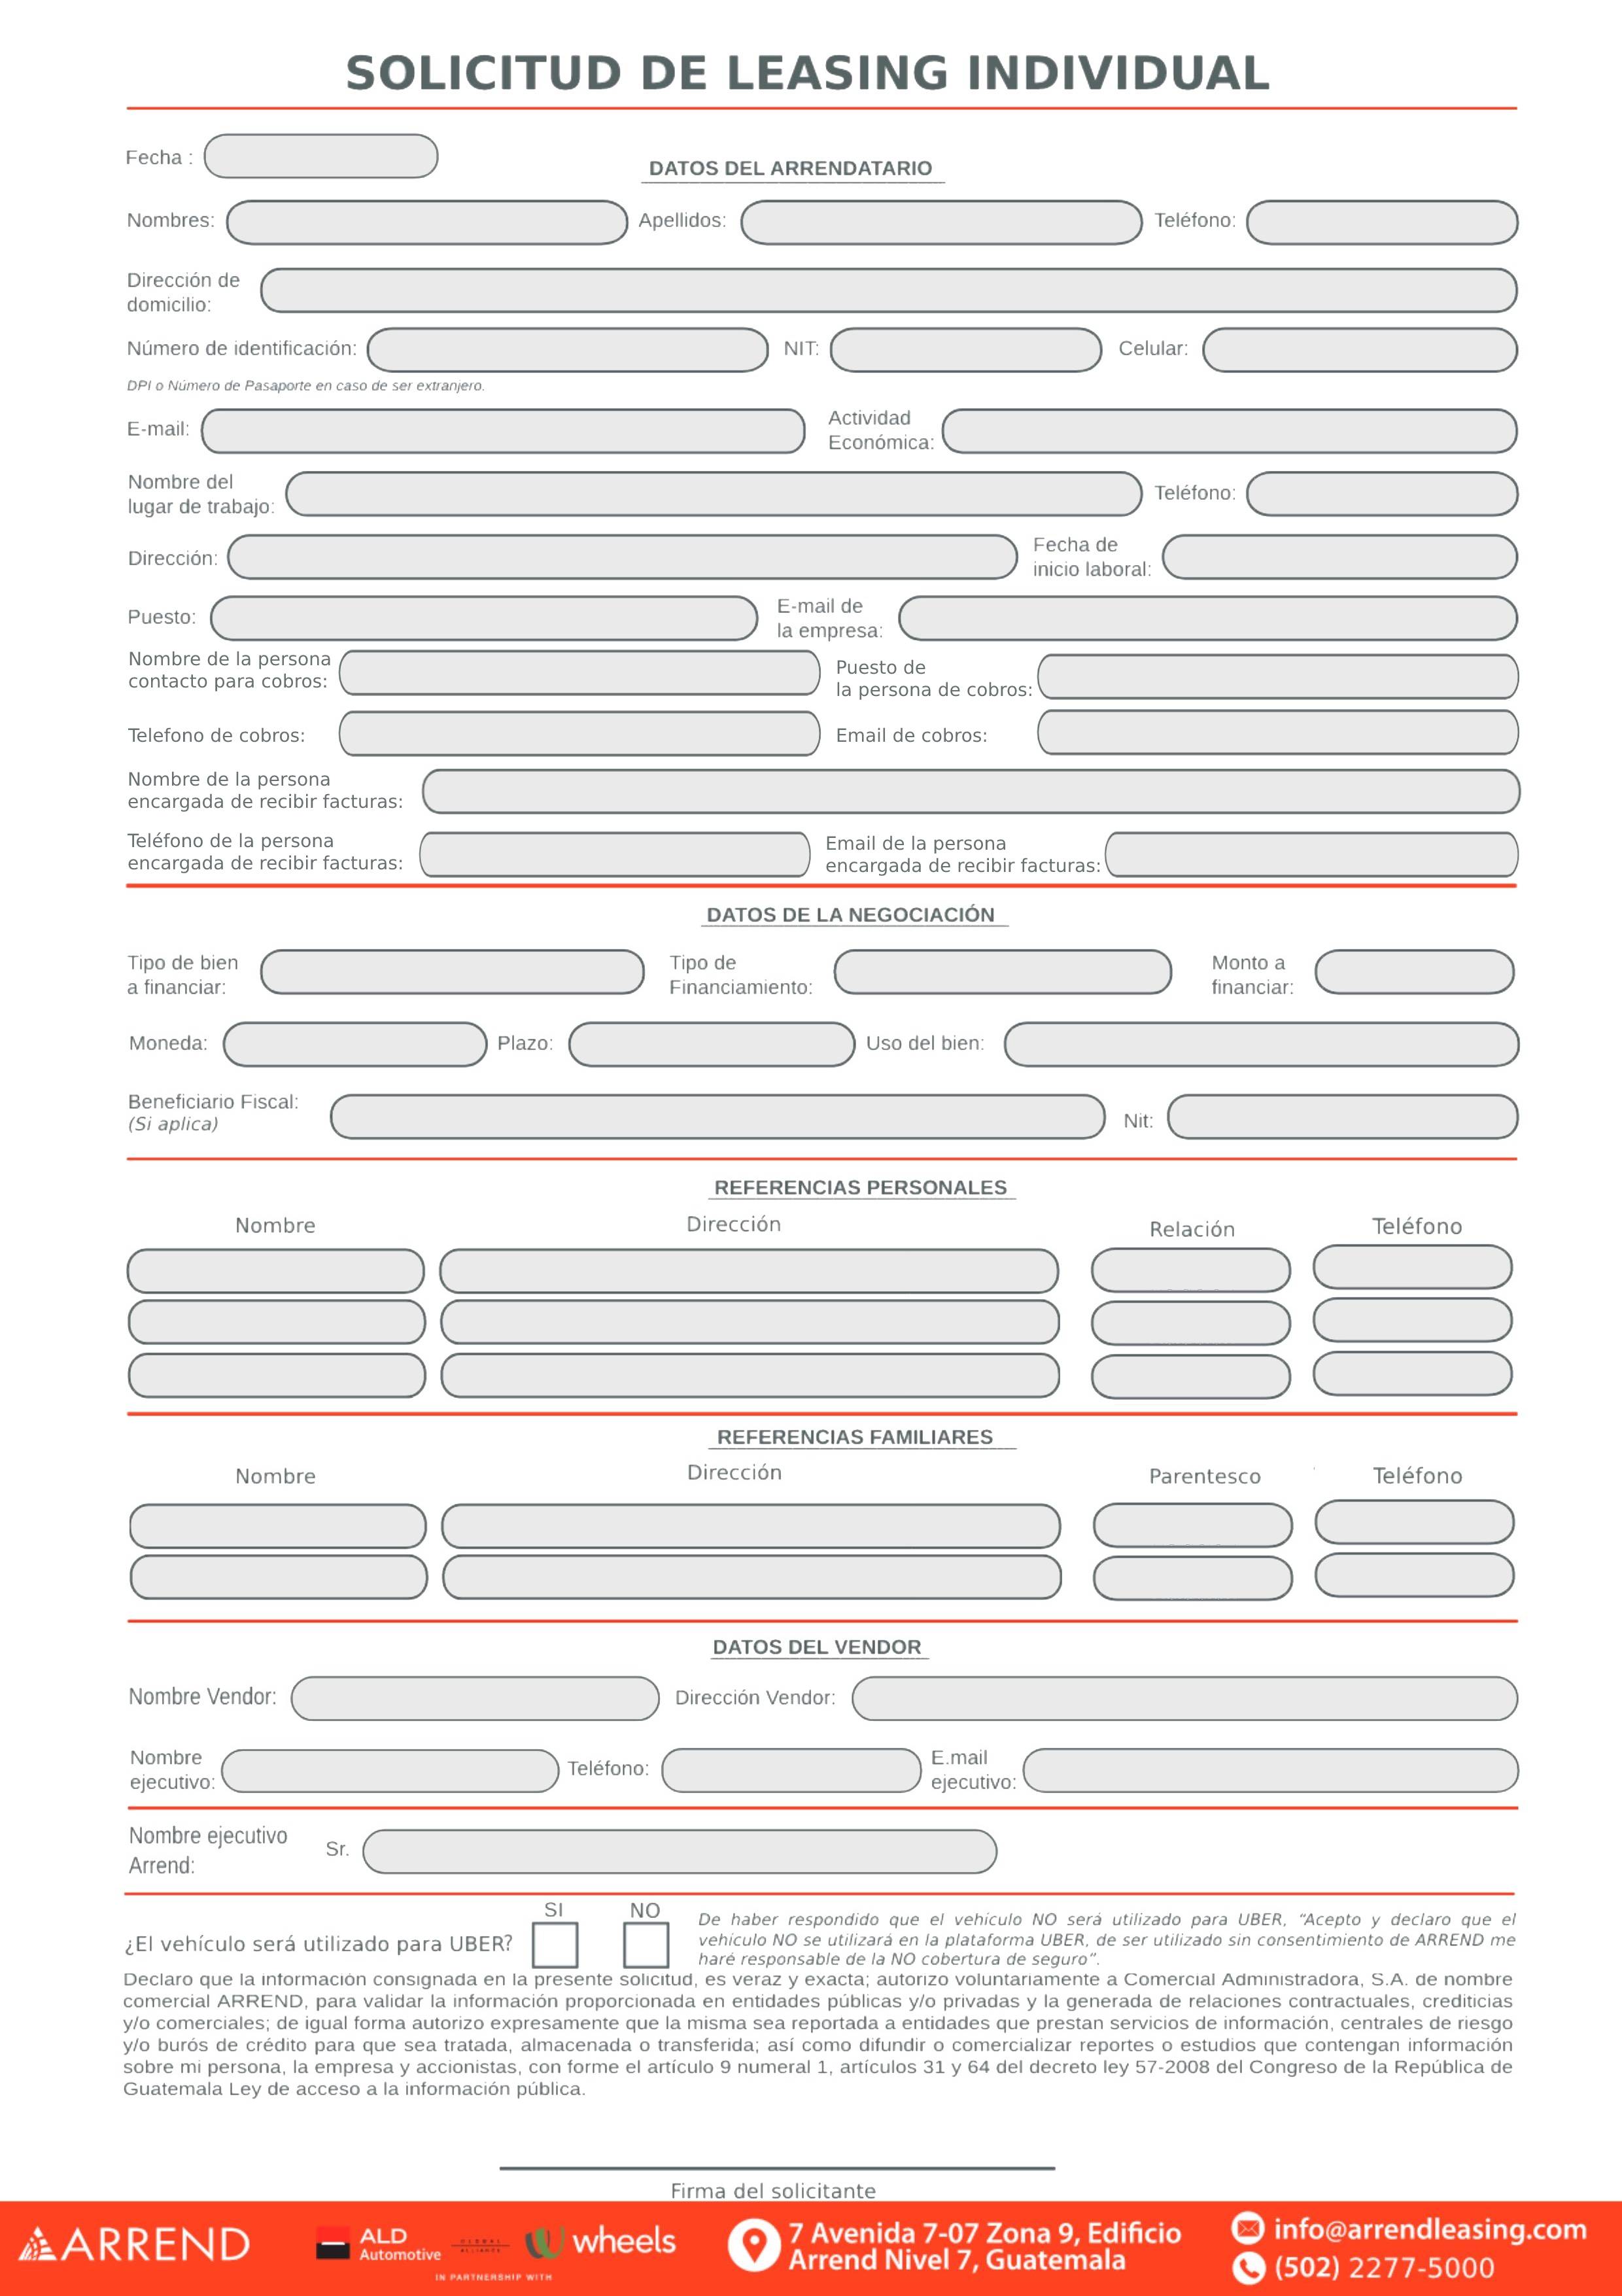 SOLICITUD DE LEASING INDIVIDUAL
Fecha :
DATOS DEL ARRENDATARIO
Nombres: Apellidos: Teléfono:
Dirección de
domicilio:
Número de identificación: NIT: Celular:
DPI o Número de Pasaporte en caso de ser extranjero.
E-mail: Actividad
Económica:
Nombre del
lugar de trabajo: Teléfono:
Dirección: Fecha de
inicio laboral:
Puesto: E-mail de
la empresa:
Nombre de la persona
contacto para cobros: Puesto de
la persona de cobros:
Telefono de cobros: Email de cobros:
Nombre de la persona
encargada de recibir facturas:
Teléfono de la persona
encargada de recibir facturas: Email de la persona
encargada de recibir facturas:
DATOS DE LA NEGOCIACIÓN
Tipo de bien
a financiar: Tipo de
Financiamiento: Monto a
financiar:
Moneda: Plazo: Uso del bien:
Beneficiario Fiscal:
(Si aplica) Nit:
REFERENCIAS PERSONALES
Nombre Dirección Relación Teléfono
REFERENCIAS FAMILIARES
Nombre Dirección Parentesco Teléfono
DATOS DEL VENDOR
Nombre Vendor: Dirección Vendor:
Nombre
ejecutivo: Teléfono: E.mail
ejecutivo:
Nombre ejecutivo
Arrend: Sr.
SI NO
¿El vehículo será utilizado para UBER?
De haber respondido que el vehículo NO será utilizado para UBER, “Acepto y declaro que el
vehículo NO se utilizará en la plataforma UBER, de ser utilizado sin consentimiento de ARREND me
haré responsable de la NO cobertura de seguro”.
Declaro que la información consignada en la presente solicitud, es veraz y exacta; autorizo voluntariamente a Comercial Administradora, S.A. de nombre
comercial ARREND, para validar la información proporcionada en entidades públicas y/o privadas y la generada de relaciones contractuales, crediticias
y/o comerciales; de igual forma autorizo expresamente que la misma sea reportada a entidades que prestan servicios de información, centrales de riesgo
y/o burós de crédito para que sea tratada, almacenada o transferida; así como difundir o comercializar reportes o estudios que contengan información
sobre mi persona, la empresa y accionistas, con forme el artículo 9 numeral 1, artículos 31 y 64 del decreto ley 57-2008 del Congreso de la República de
Guatemala Ley de acceso a la información pública.
Firma del solicitante
ARREND
ALD
Automotive
GLOBAL
ALLIANCE
wheels
IN PARTNERSHIP WITH
7 Avenida 7-07 Zona 9, Edificio
Arrend Nivel 7, Guatemala
info@arrendleasing.com
(502) 2277-5000